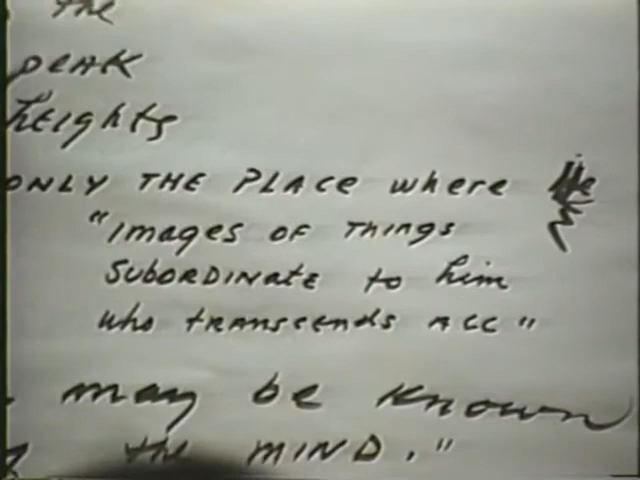 the
peak
heights
ONLY THE PLACE where
"Images OF THings
SUBORDINATE to him
who TRANScends ALL"
may be known
the MIND."